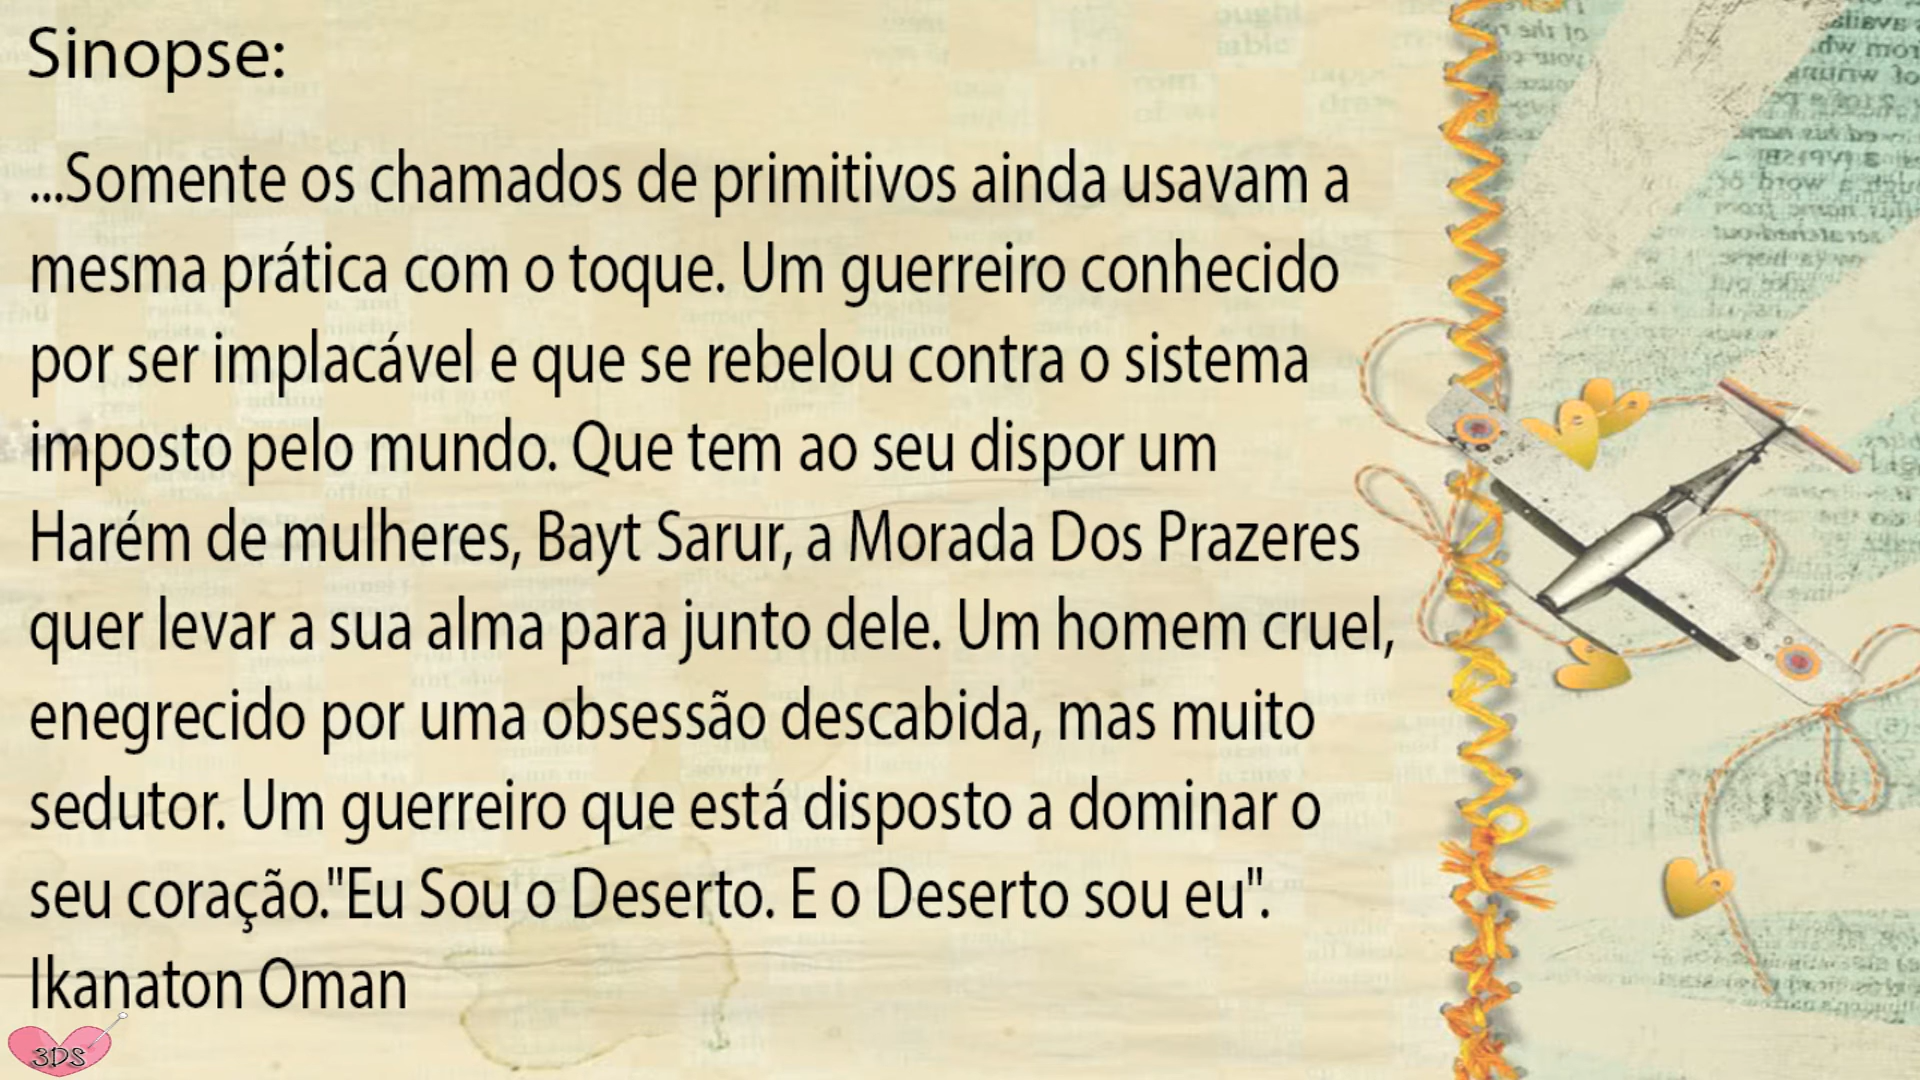 Sinopse:
...Somente os chamados de primitivos ainda usavam a
mesma prática com o toque. Um guerreiro conhecido
por ser implacável e que se rebelou contra o sistema
imposto pelo mundo. Que tem ao seu dispor um
Harém de mulheres, Bayt Sarur, a Morada Dos Prazeres
quer levar a sua alma para junto dele. Um homem cruel,
enegrecido por uma obsessão descabida, mas muito
sedutor. Um guerreiro que está disposto a dominar o
seu coração."Eu Sou o Deserto. E o Deserto sou eu".
Ikanaton Oman
3DS